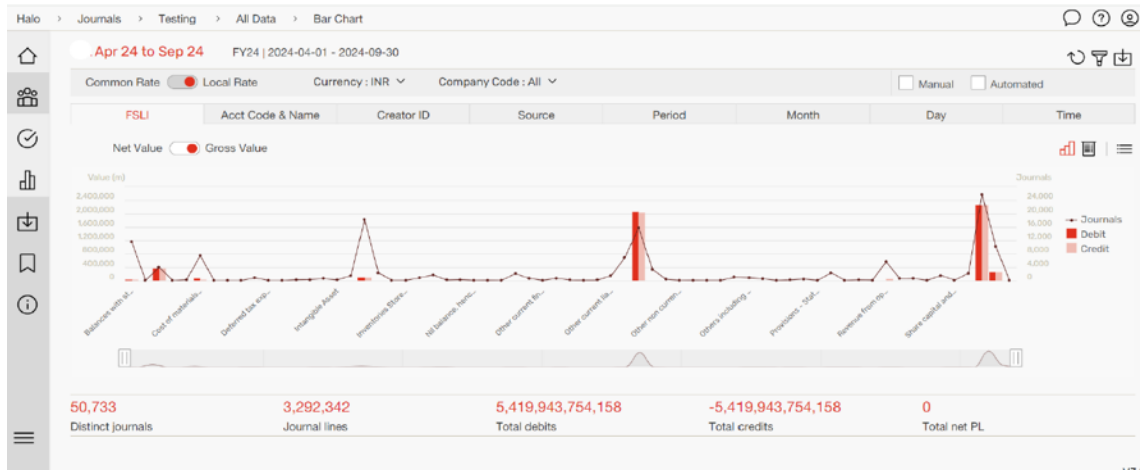 Halo > Journals > Testing > All Data > Bar Chart
Apr 24 to Sep 24 FY24 | 2024-04-01 - 2024-09-30
Common Rate Local Rate Currency : INR Company Code : All Manual Automated
FSLI Acct Code & Name Creator ID Source Period Month Day Time
Net Value Gross Value
Value (m) Journals
2,400,000 24,000
2,000,000 20,000
1,600,000 16,000
1,200,000 12,000
800,000 8,000
400,000 4,000
0 0
Journals
Debit
Credit
Balances with st...
Cost of materials...
Deferred tax exp...
Intangible Asset
Inventories Store...
Nil balance, hence...
Other current fin...
Other current lia...
Other non curren...
Others including ...
Provisions - Stat...
Revenue from op...
Share capital and...
50,733 3,292,342 5,419,943,754,158 -5,419,943,754,158 0
Distinct journals Journal lines Total debits Total credits Total net PL